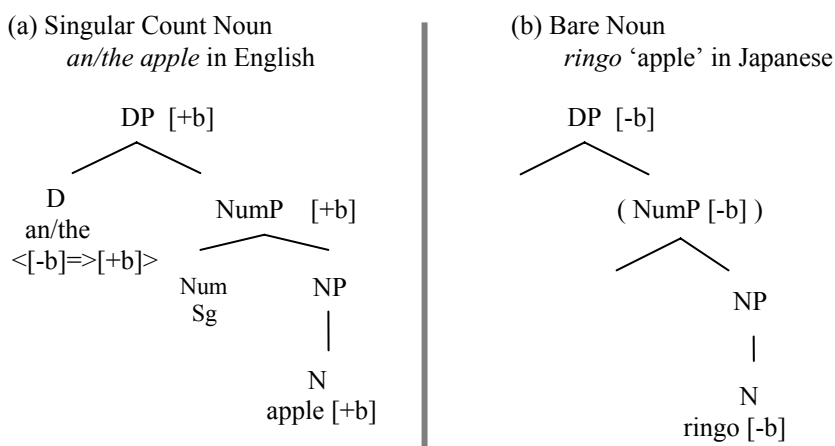 (a) Singular Count Noun
an/the apple in English
DP [+b]
D
an/the
<[-b]=>[+b]>
NumP [+b]
Num
Sg
NP
N
apple [+b]
(b) Bare Noun
ringo ‘apple’ in Japanese
DP [-b]
( NumP [-b] )
NP
N
ringo [-b]